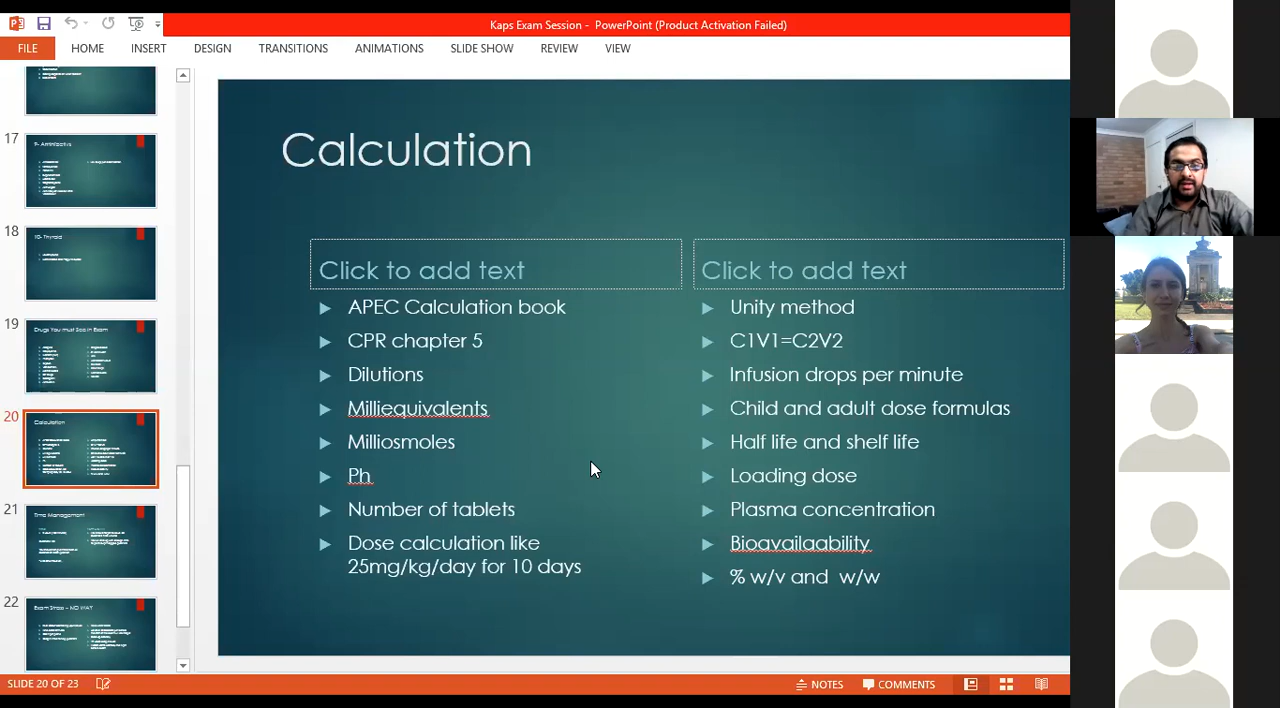 Kaps Exam Session - PowerPoint (Product Activation Failed)
FILE HOME INSERT DESIGN TRANSITIONS ANIMATIONS SLIDE SHOW REVIEW VIEW
17
18
10- Thyroid
19
Drugs You must See in Exam
20
Calculation
21
Time Management
22
Exam Stress - NO WAY
Calculation
Click to add text
APEC Calculation book
CPR chapter 5
Dilutions
Milliequivalents
Milliosmoles
Ph
Number of tablets
Dose calculation like
25mg/kg/day for 10 days
Click to add text
Unity method
C1V1=C2V2
Infusion drops per minute
Child and adult dose formulas
Half life and shelf life
Loading dose
Plasma concentration
Bioavailaability
% w/v and w/w
SLIDE 20 OF 23 NOTES COMMENTS